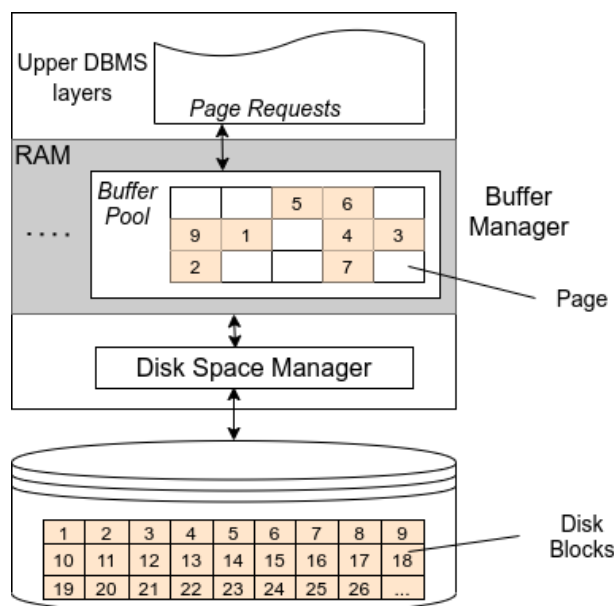 Upper DBMS
layers
Page Requests
RAM
Buffer
Pool
....
5 6
9 1 4 3
2 7
Buffer
Manager
Page
Disk Space Manager
1 2 3 4 5 6 7 8 9
10 11 12 13 14 15 16 17 18
19 20 21 22 23 24 25 26 ...
Disk
Blocks